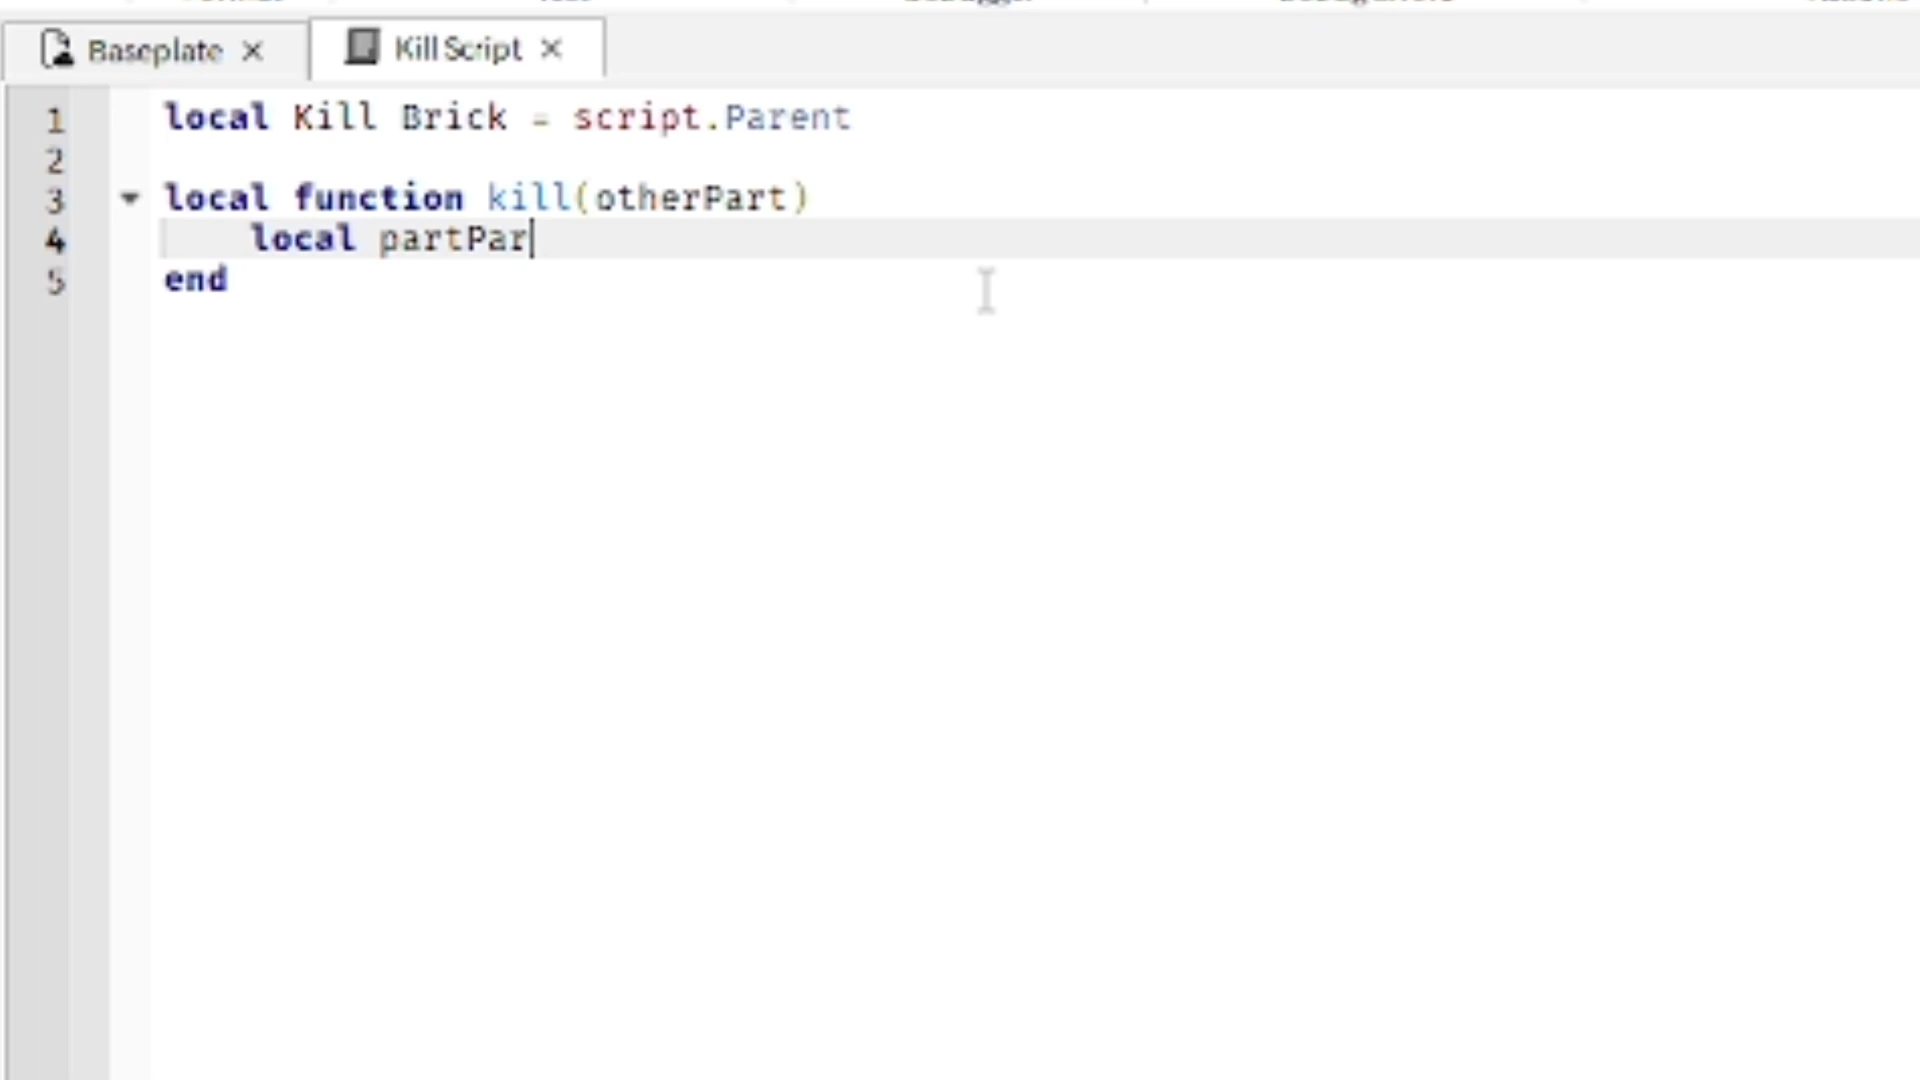 Baseplate
Kill Script
1 local Kill Brick = script.Parent
2
3 local function kill(otherPart)
4 local partPar
5 end